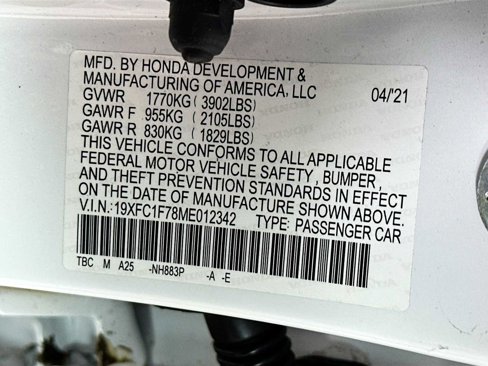 MFD. BY HONDA DEVELOPMENT &
MANUFACTURING OF AMERICA, LLC 04/21
GVWR 1770KG (3902LBS)
GAWR F 955KG (2105LBS)
GAWR R 830KG (1829LBS)
THIS VEHICLE CONFORMS TO ALL APPLICABLE
FEDERAL MOTOR VEHICLE SAFETY, BUMPER,
AND THEFT PREVENTION STANDARDS IN EFFECT
ON THE DATE OF MANUFACTURE SHOWN ABOVE.
V.I.N.: 19XFC1F78ME012342 TYPE: PASSENGER CAR
TBC M A25 -NH883P -A -E